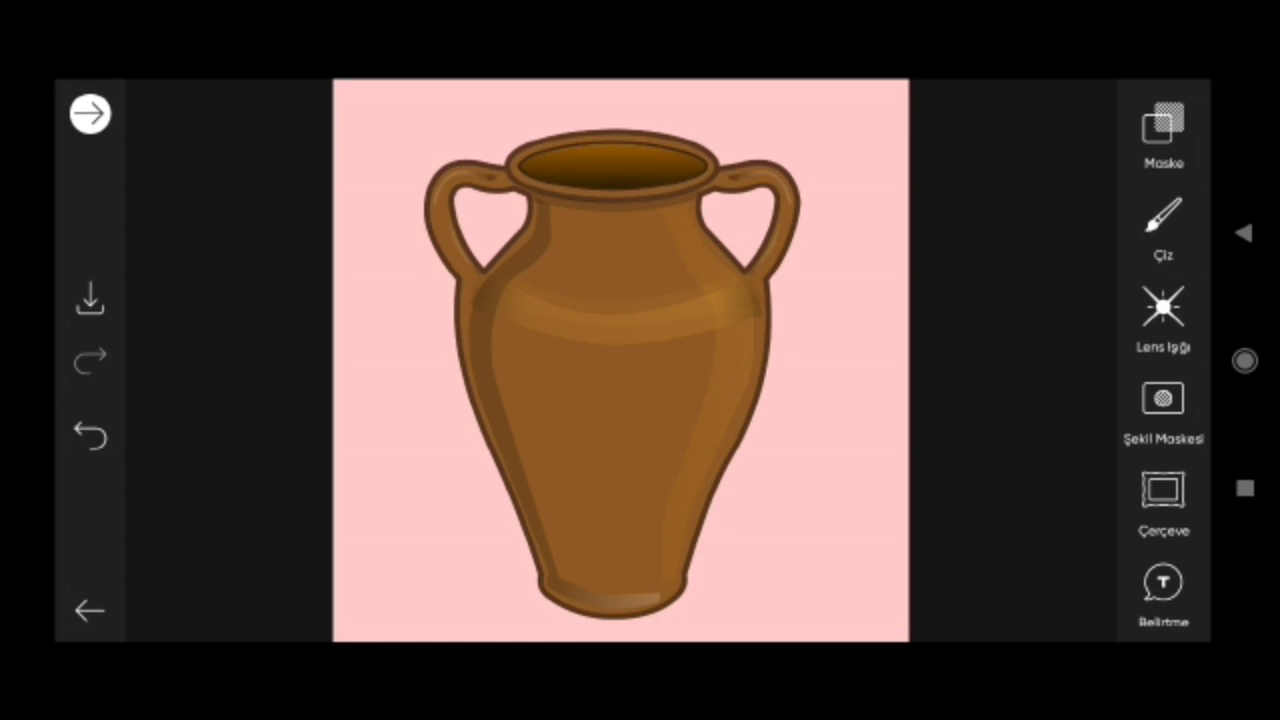 Maske
Çiz
Lens Işığı
Şekil Maskesi
Çerçeve
T
Belirtme